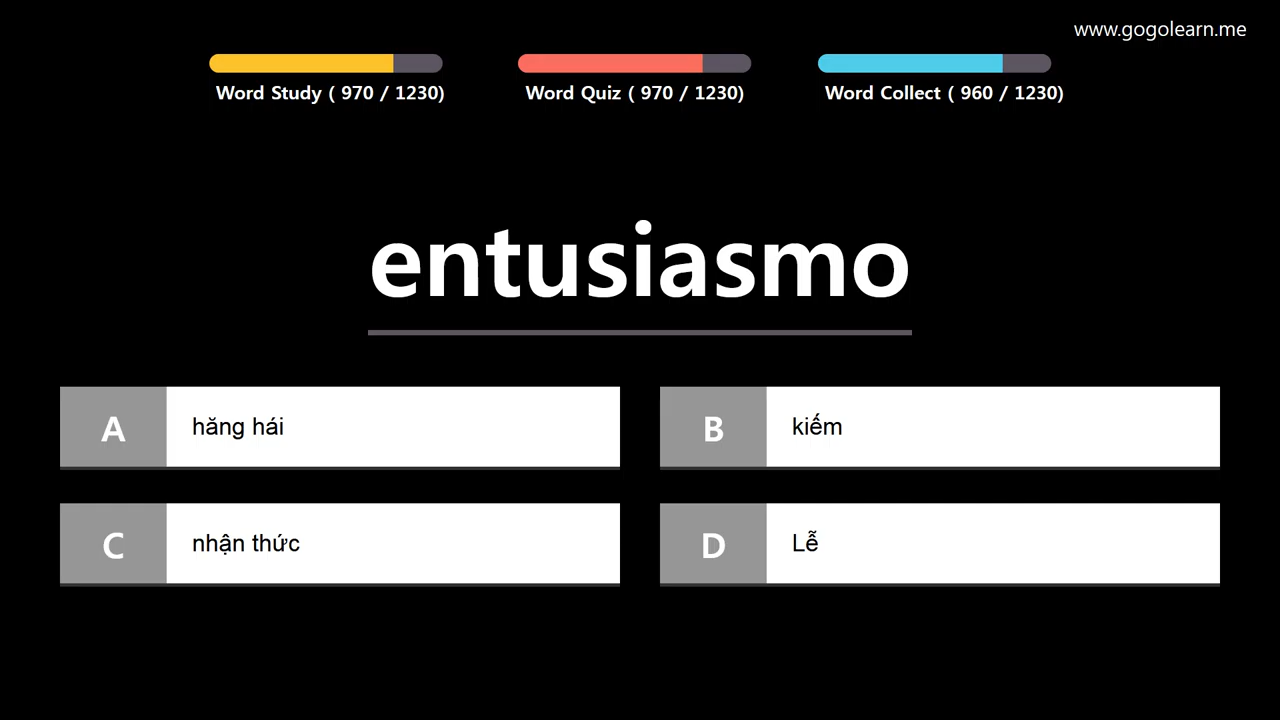 www.gogolearn.me
Word Study ( 970 / 1230)
Word Quiz ( 970 / 1230)
Word Collect ( 960 / 1230)
entusiasmo
A
hăng hái
B
kiếm
C
nhận thức
D
Lễ